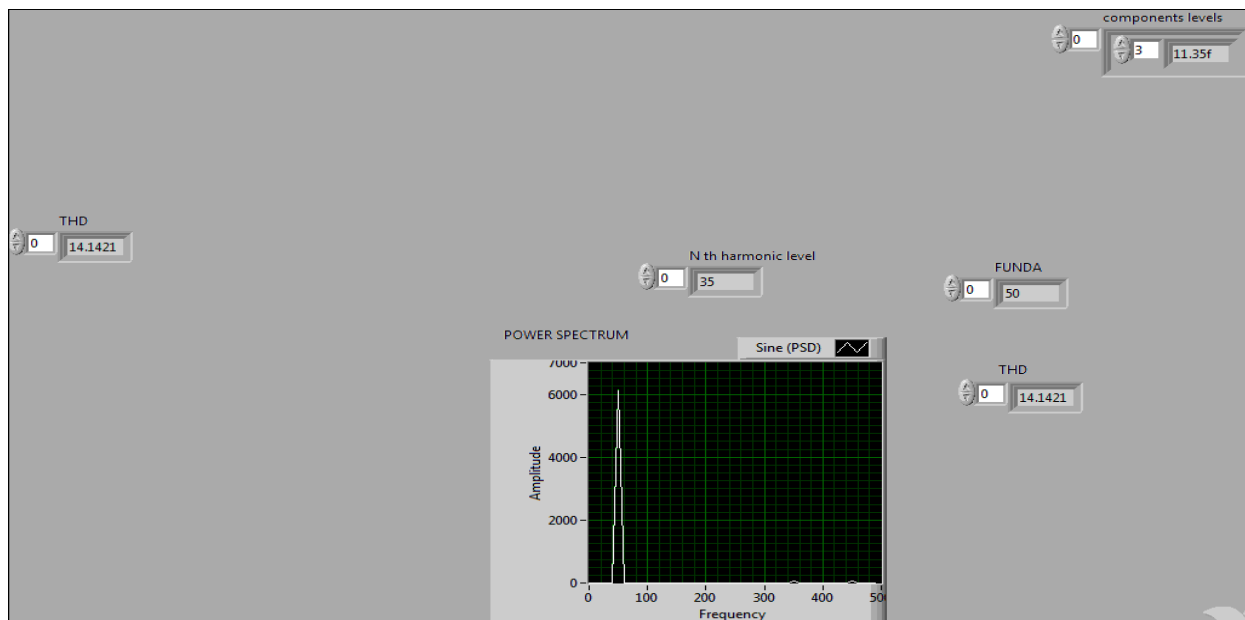 components levels
0
3
11.35f
THD
0
14.1421
N th harmonic level
0
35
FUNDA
0
50
POWER SPECTRUM
Sine (PSD)
THD
0
14.1421
7000
6000
4000
2000
0
Amplitude
0 100 200 300 400 500
Frequency